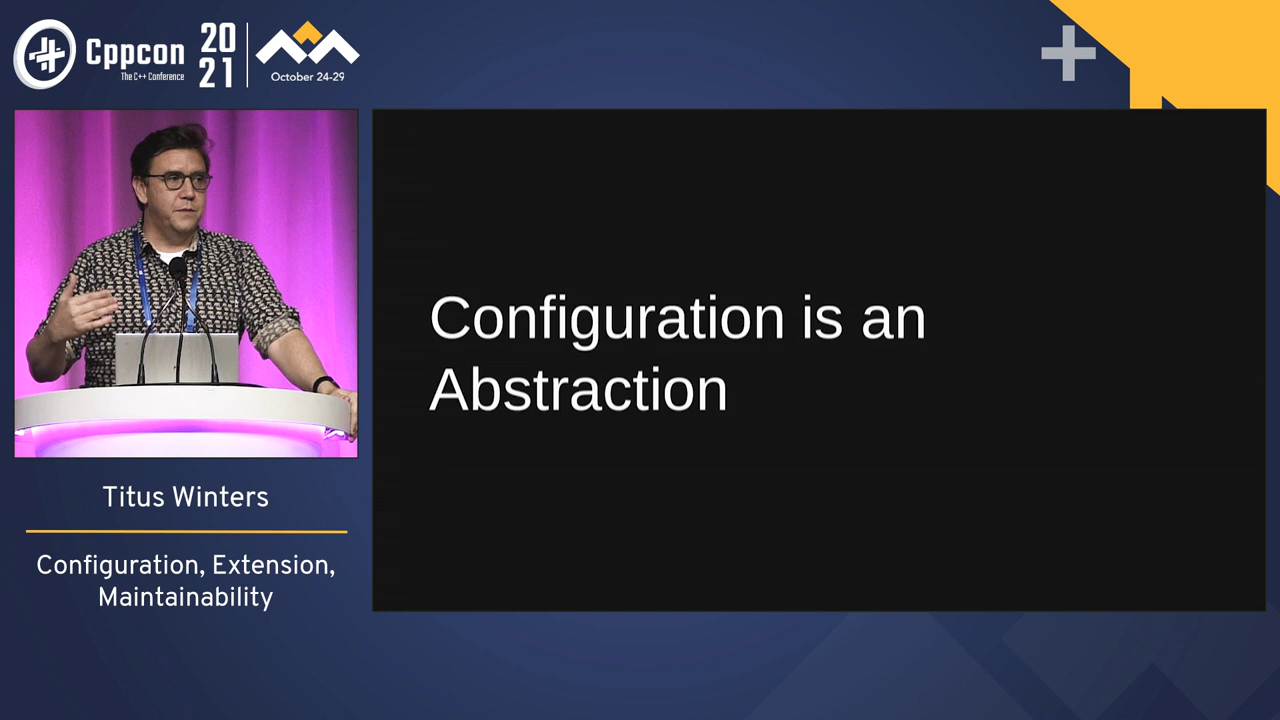 Cppcon
The C++ Conference
20
21
October 24-29
Configuration is an
Abstraction
Titus Winters
Configuration, Extension,
Maintainability